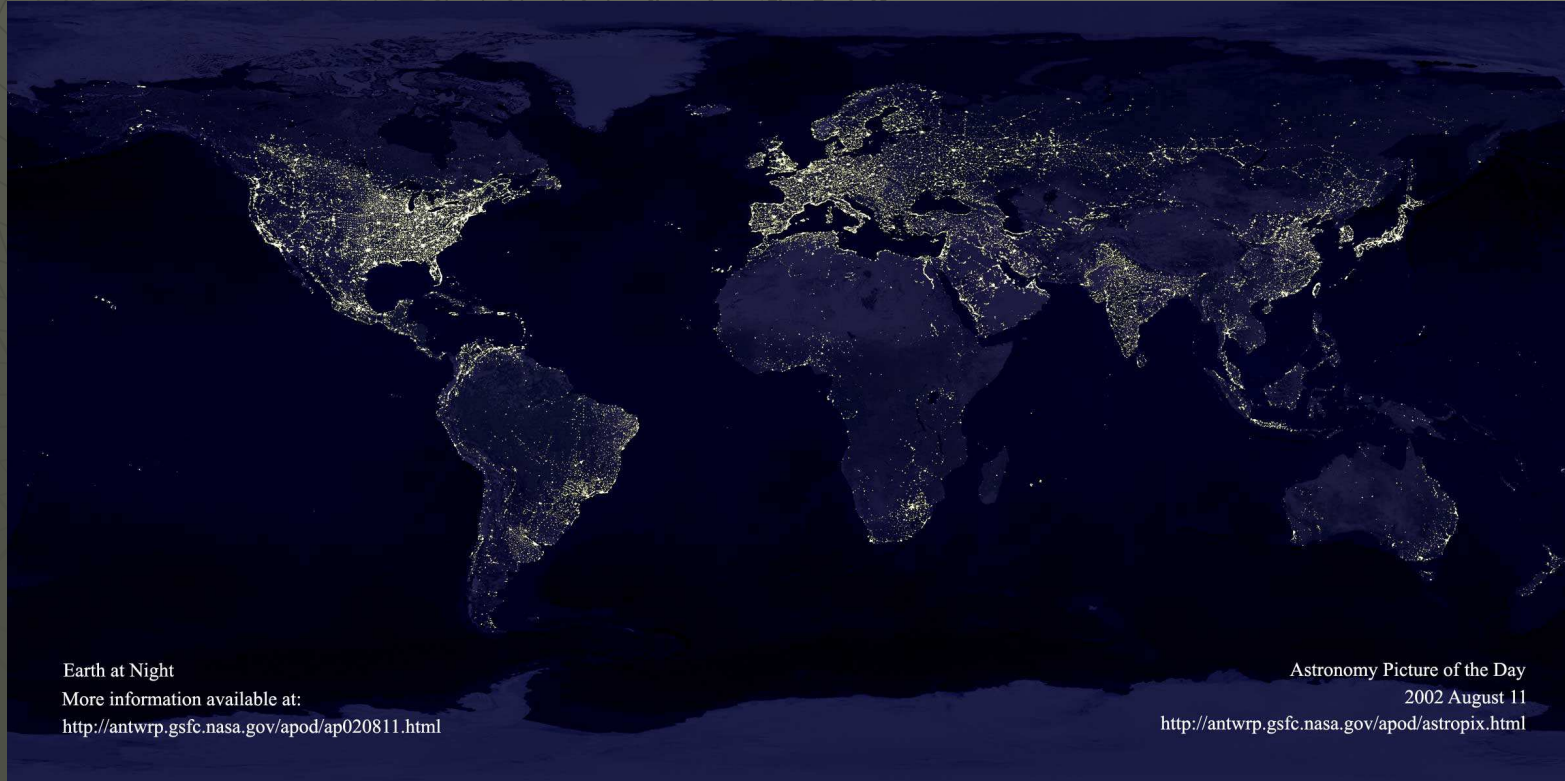 Earth at Night
More information available at:
http://antwrp.gsfc.nasa.gov/apod/ap020811.html
Astronomy Picture of the Day
2002 August 11
http://antwrp.gsfc.nasa.gov/apod/astropix.html